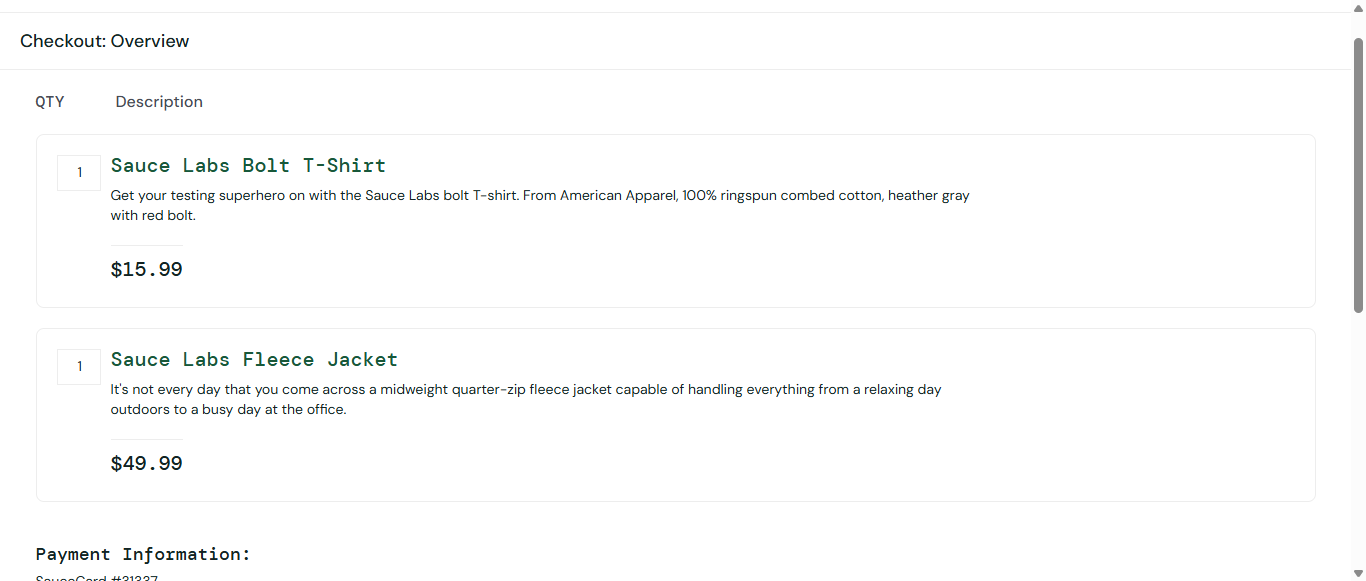 Checkout: Overview
QTY Description
1 Sauce Labs Bolt T-Shirt
Get your testing superhero on with the Sauce Labs bolt T-shirt. From American Apparel, 100% ringspun combed cotton, heather gray
with red bolt.
$15.99
1 Sauce Labs Fleece Jacket
It's not every day that you come across a midweight quarter-zip fleece jacket capable of handling everything from a relaxing day
outdoors to a busy day at the office.
$49.99
Payment Information:
SauceCard #31337